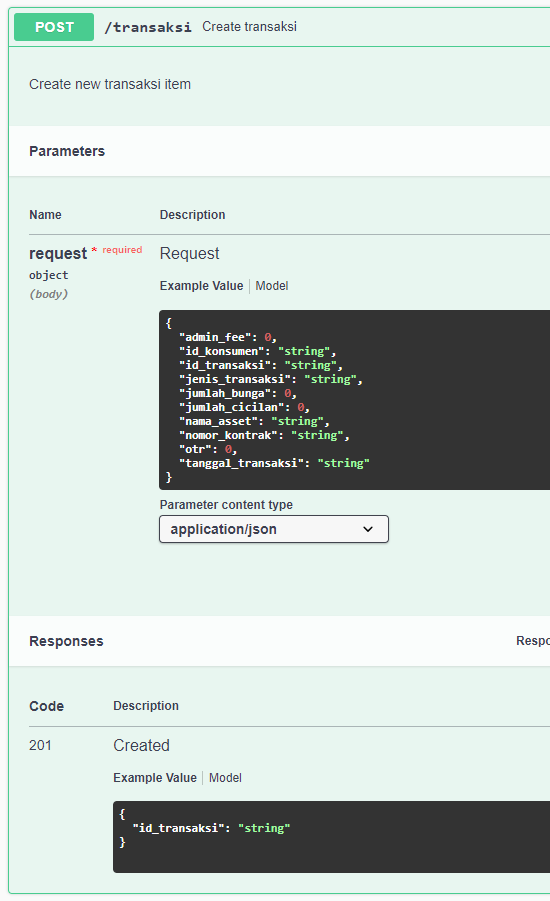 POST /transaksi Create transaksi
Create new transaksi item
Parameters
Name Description
request * required Request
object
(body)
Example Value Model
{
"admin_fee": 0,
"id_konsumen": "string",
"id_transaksi": "string",
"jenis_transaksi": "string",
"jumlah_bunga": 0,
"jumlah_cicilan": 0,
"nama_asset": "string",
"nomor_kontrak": "string",
"otr": 0,
"tanggal_transaksi": "string"
}
Parameter content type
application/json
Responses Respo
Code Description
201 Created
Example Value Model
{
"id_transaksi": "string"
}